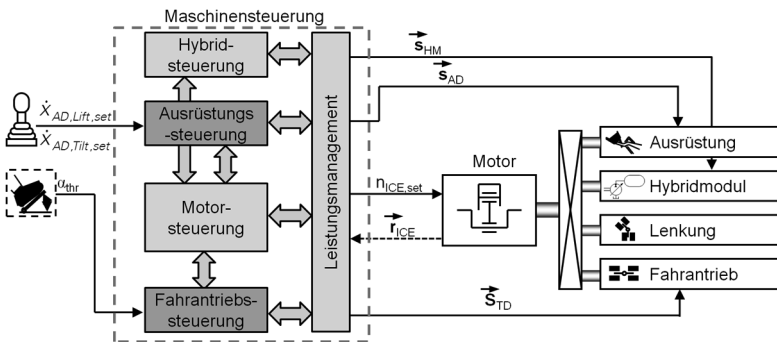 Maschinensteuerung
Hybrid-
steuerung
Ausrüstungs
-steuerung
Motor-
steuerung
Fahrantriebs-
steuerung
Leistungsmanagement
Ẋ_AD,Lift,set
Ẋ_AD,Tilt,set
α_thr
s_HM
s_AD
n_ICE,set
r_ICE
S_TD
Motor
Ausrüstung
Hybridmodul
Lenkung
Fahrantrieb